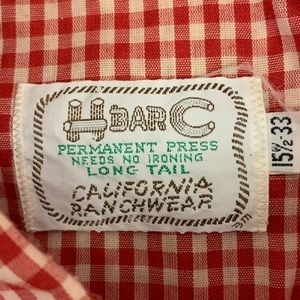 H BAR C
PERMANENT PRESS
NEEDS NO IRONING
LONG TAIL
CALIFORNIA
RANCHWEAR
15½-33